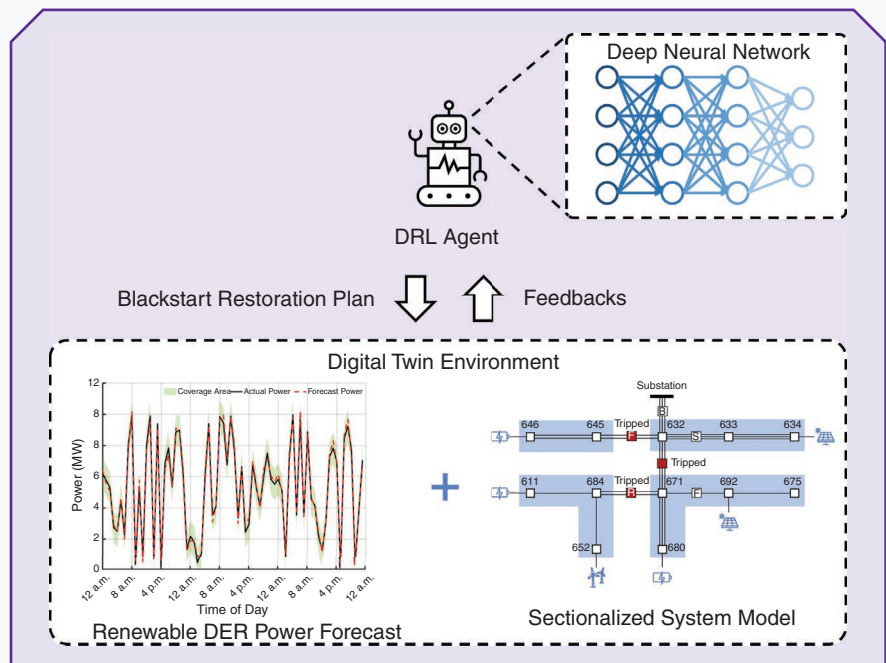 Deep Neural Network
DRL Agent
Blackstart Restoration Plan
Feedbacks
Digital Twin Environment
12
10
8
6
4
2
0
Power (MW)
Coverage Area
Actual Power
Forecast Power
12 a.m.
8 a.m.
4 p.m.
12 a.m.
8 a.m.
4 p.m.
12 a.m.
8 a.m.
4 p.m.
12 a.m.
Time of Day
Renewable DER Power Forecast
+
Substation
B
646
645
Tripped
632
633
634
F
S
Tripped
611
684
Tripped
671
692
675
R
F
652
680
Sectionalized System Model